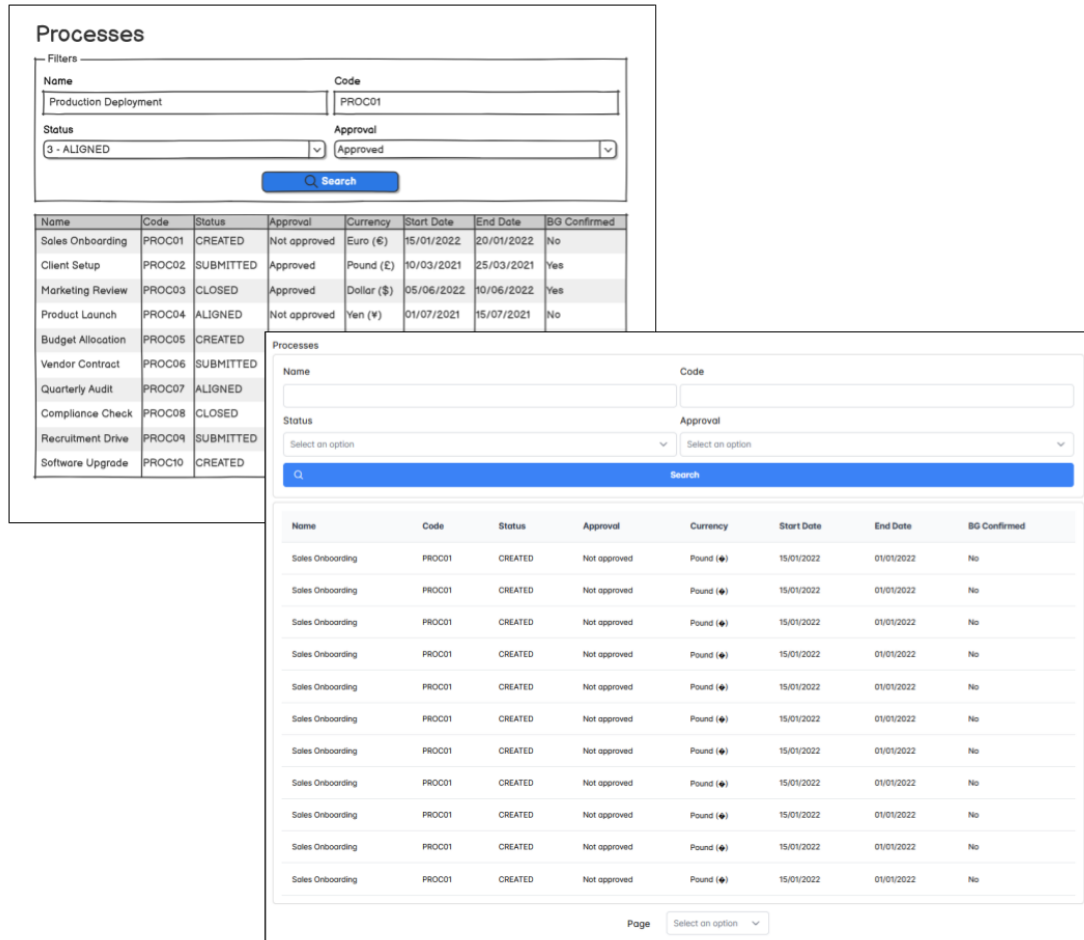 Processes
Filters
Name Code
Production Deployment PROC01
Status Approval
3 - ALIGNED Approved
Search
Name Code Status Approval Currency Start Date End Date BG Confirmed
Sales Onboarding PROC01 CREATED Not approved Euro (€) 15/01/2022 20/01/2022 No
Client Setup PROC02 SUBMITTED Approved Pound (£) 10/03/2021 25/03/2021 Yes
Marketing Review PROC03 CLOSED Approved Dollar ($) 05/06/2022 10/06/2022 Yes
Product Launch PROC04 ALIGNED Not approved Yen (¥) 01/07/2021 15/07/2021 No
Budget Allocation PROC05 CREATED
Vendor Contract PROC06 SUBMITTED
Quarterly Audit PROC07 ALIGNED
Compliance Check PROC08 CLOSED
Recruitment Drive PROC09 SUBMITTED
Software Upgrade PROC10 CREATED
Processes
Name Code
Status Approval
Select an option Select an option
Search
Name Code Status Approval Currency Start Date End Date BG Confirmed
Sales Onboarding PROC01 CREATED Not approved Pound (�) 15/01/2022 01/01/2022 No
Sales Onboarding PROC01 CREATED Not approved Pound (�) 15/01/2022 01/01/2022 No
Sales Onboarding PROC01 CREATED Not approved Pound (�) 15/01/2022 01/01/2022 No
Sales Onboarding PROC01 CREATED Not approved Pound (�) 15/01/2022 01/01/2022 No
Sales Onboarding PROC01 CREATED Not approved Pound (�) 15/01/2022 01/01/2022 No
Sales Onboarding PROC01 CREATED Not approved Pound (�) 15/01/2022 01/01/2022 No
Sales Onboarding PROC01 CREATED Not approved Pound (�) 15/01/2022 01/01/2022 No
Sales Onboarding PROC01 CREATED Not approved Pound (�) 15/01/2022 01/01/2022 No
Sales Onboarding PROC01 CREATED Not approved Pound (�) 15/01/2022 01/01/2022 No
Sales Onboarding PROC01 CREATED Not approved Pound (�) 15/01/2022 01/01/2022 No
Sales Onboarding PROC01 CREATED Not approved Pound (�) 15/01/2022 01/01/2022 No
Page Select an option